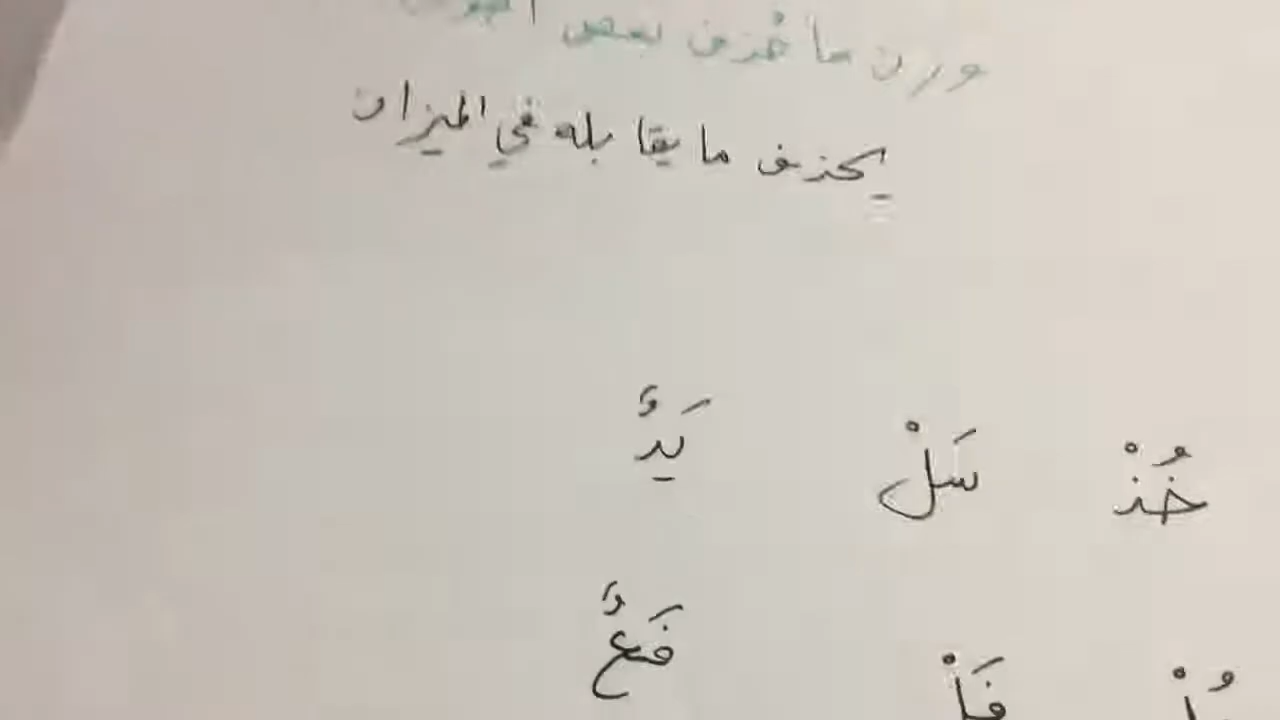 وزن ما حُذف بعض
يحذف ما يقابله في الميزان
خُذْ سَلْ يَدٌ
فَلْ فَعٌ